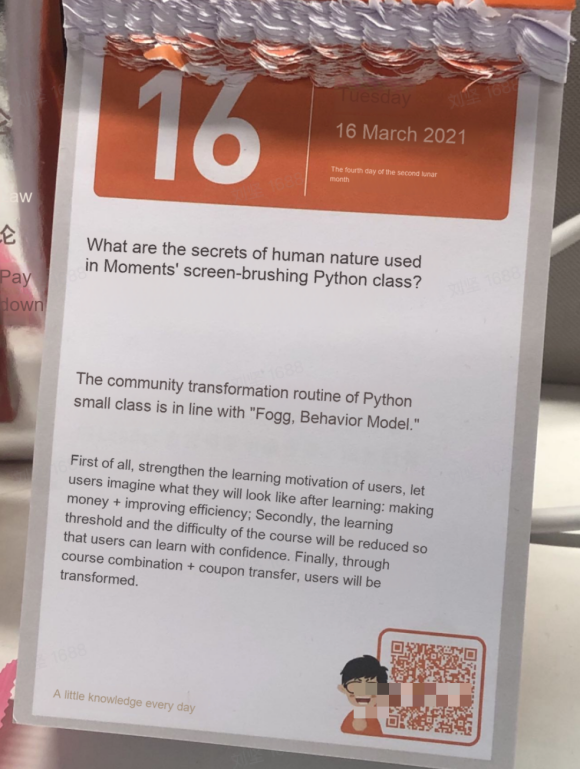 16
Tuesday
16 March 2021
The fourth day of the second lunar
month
aw
论
Pay
down
What are the secrets of human nature used
in Moments' screen-brushing Python class?
The community transformation routine of Python
small class is in line with "Fogg, Behavior Model."
First of all, strengthen the learning motivation of users, let
users imagine what they will look like after learning: making
money + improving efficiency; Secondly, the learning
threshold and the difficulty of the course will be reduced so
that users can learn with confidence. Finally, through
course combination + coupon transfer, users will be
transformed.
A little knowledge every day